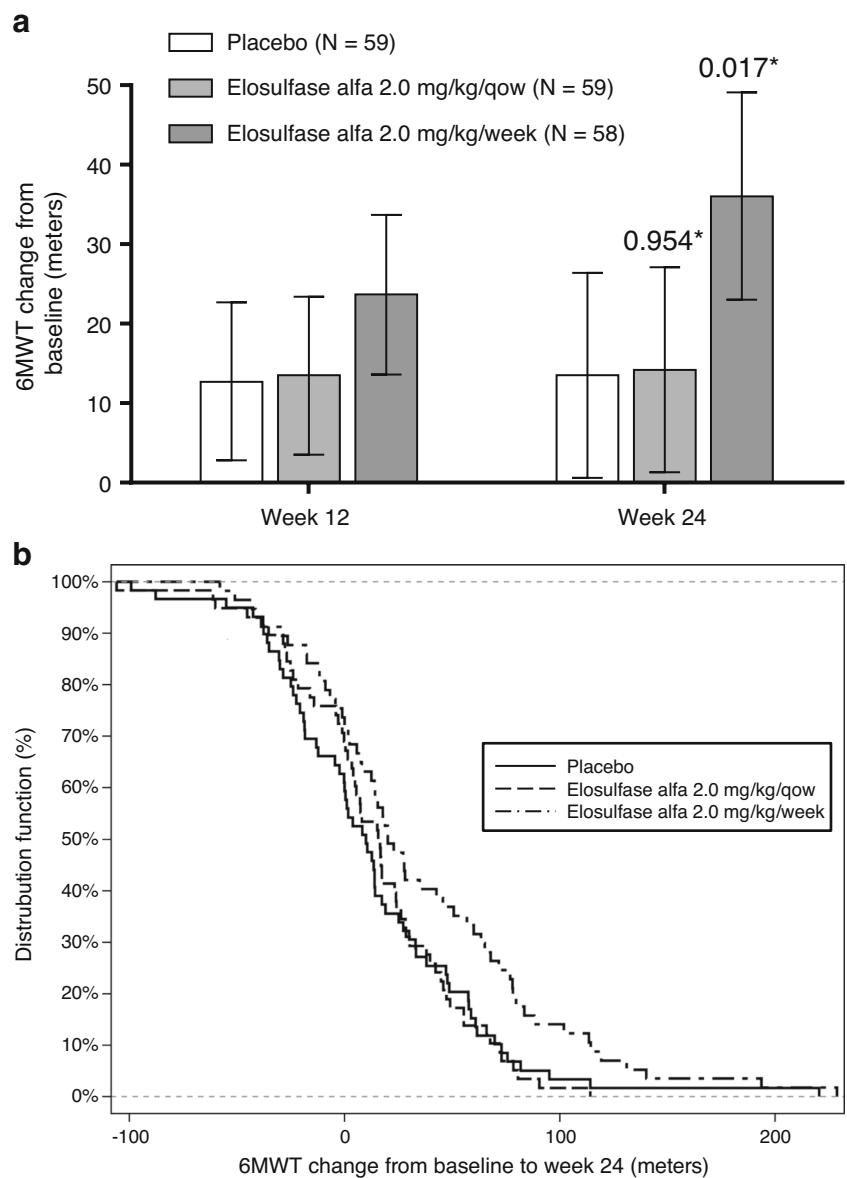 a
Placebo (N = 59)
Elosulfase alfa 2.0 mg/kg/qow (N = 59)
Elosulfase alfa 2.0 mg/kg/week (N = 58)
0.017*
0.954*
50
40
30
20
10
0
6MWT change from
baseline (meters)
Week 12
Week 24
b
100%
90%
80%
70%
60%
50%
40%
30%
20%
10%
0%
Distrubution function (%)
Placebo
Elosulfase alfa 2.0 mg/kg/qow
Elosulfase alfa 2.0 mg/kg/week
-100
0
100
200
6MWT change from baseline to week 24 (meters)